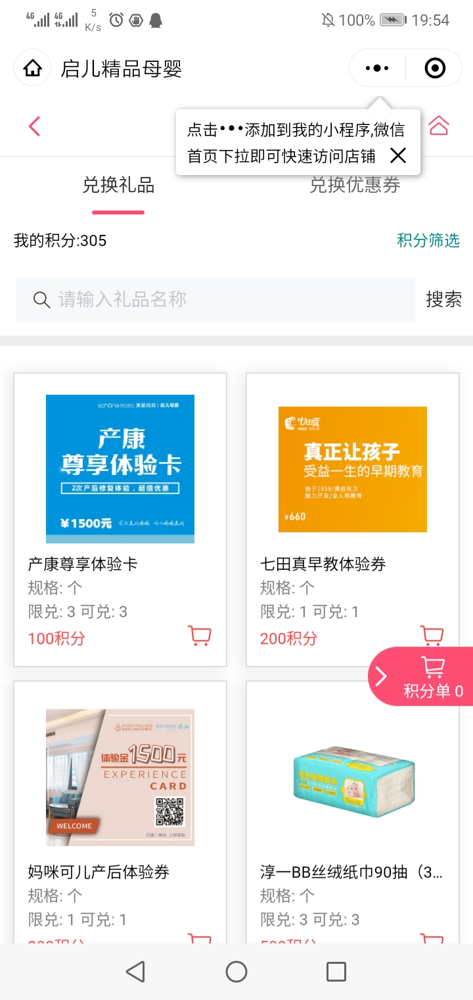 4G 4G 5 K/s 100% 19:54
启儿精品母婴
点击•••添加到我的小程序,微信
首页下拉即可快速访问店铺
兑换礼品 兑换优惠券
我的积分:305 积分筛选
请输入礼品名称 搜索
美丽妈妈 | 启儿母婴
产康
尊享体验卡
2次产后修复体验，超值优惠
¥1500元
产康尊享体验卡
规格: 个
限兑: 3 可兑: 3
100积分
七田真
真正让孩子
受益一生的早期教育
始于1958/源自东方
脑力开发/全人格教育
¥660
七田真早教体验券
规格: 个
限兑: 1 可兑: 1
200积分
积分单 0
mommycare
体验金1500元
EXPERIENCE
CARD
WELCOME
妈咪可儿产后体验券
规格: 个
限兑: 1 可兑: 1
淳一BB丝绒纸巾90抽（3...
规格: 个
限兑: 3 可兑: 3